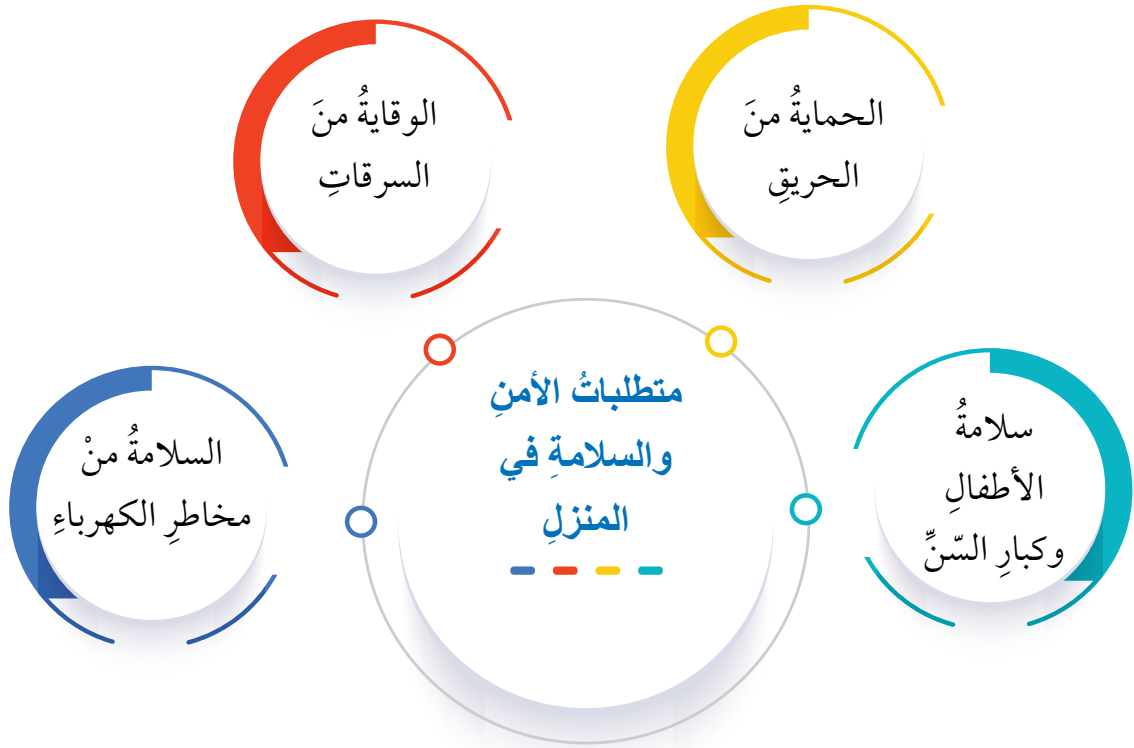 الحمايةُ منَ
الحريقِ
الوقايةُ منَ
السرقاتِ
متطلباتُ الأمنِ
والسلامةِ في
المنزلِ
سلامةُ
الأطفالِ
وكبارِ السّنِّ
السلامةُ منْ
مخاطرِ الكهرباءِ